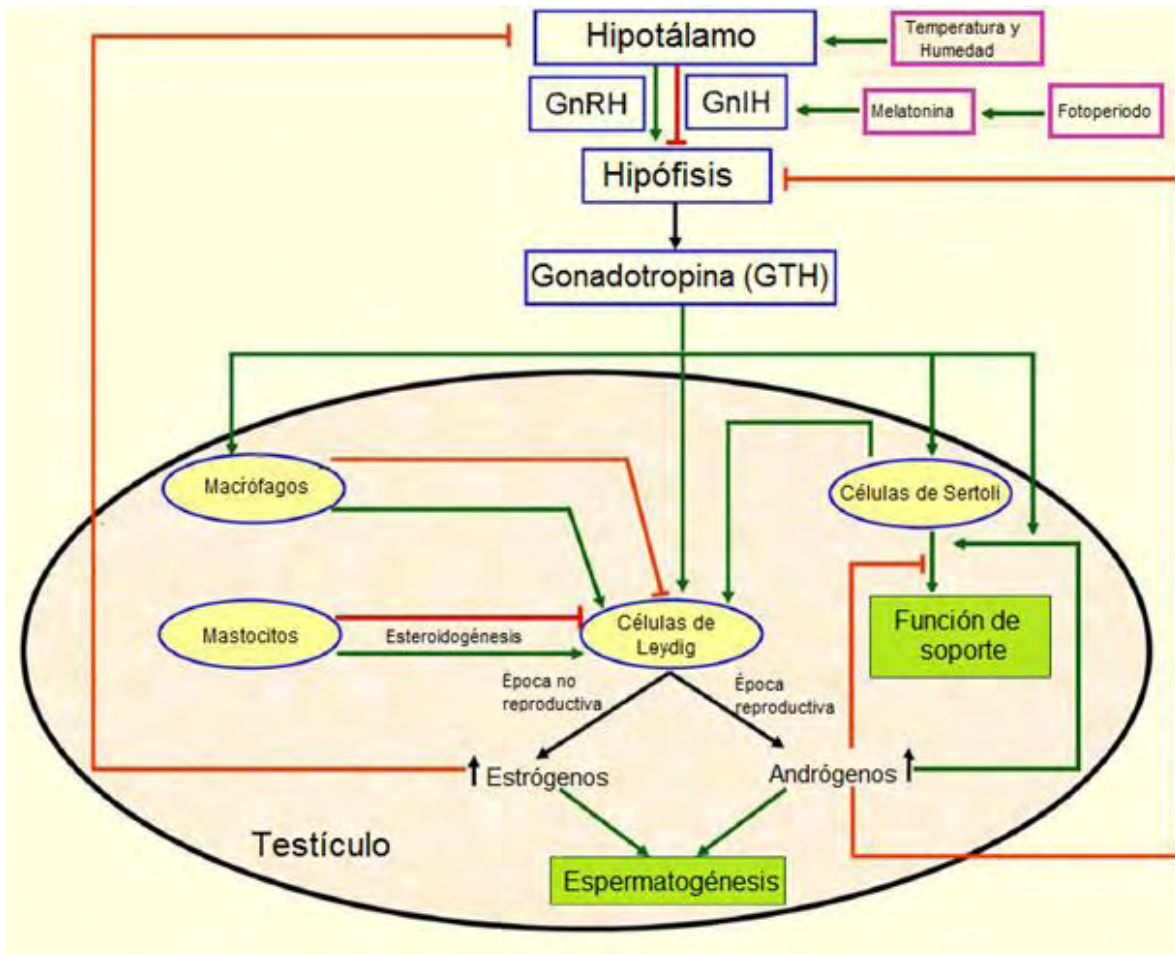 Hipotálamo
Temperatura y
Humedad
GnRH
GnIH
Melatonina
Fotoperiodo
Hipófisis
Gonadotropina (GTH)
Macrófagos
Células de Sertoli
Mastocitos
Esteroidogénesis
Células de
Leydig
Función de
soporte
Época no
reproductiva
Época
reproductiva
Estrógenos
Andrógenos
Testículo
Espermatogénesis